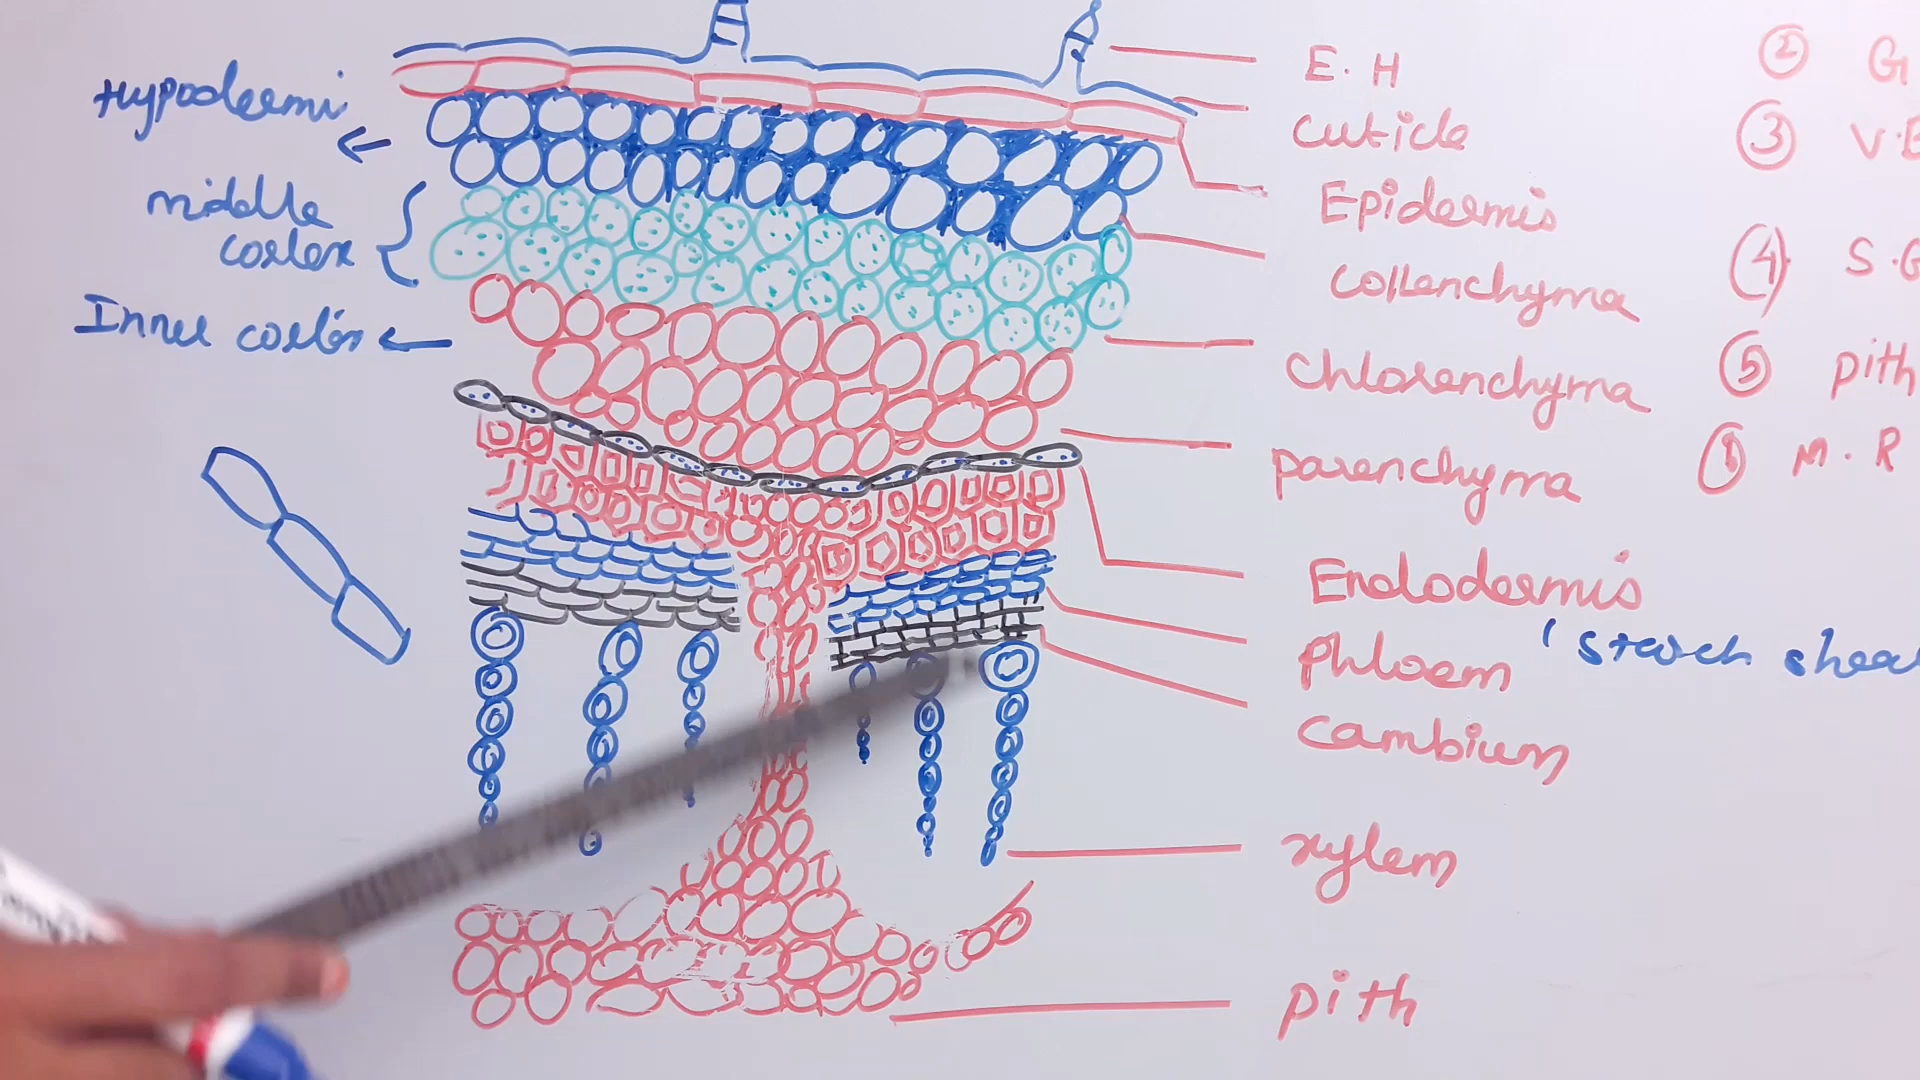 Hypodermi
middle
cortex
Inner cortex
E. H
cuticle
Epidermis
collenchyma
chlorenchyma
parenchyma
Endodermis
(starch shea
phloem
cambium
xylem
pith
② G
③ V.B
④ S.G
⑤ pith
① M.R